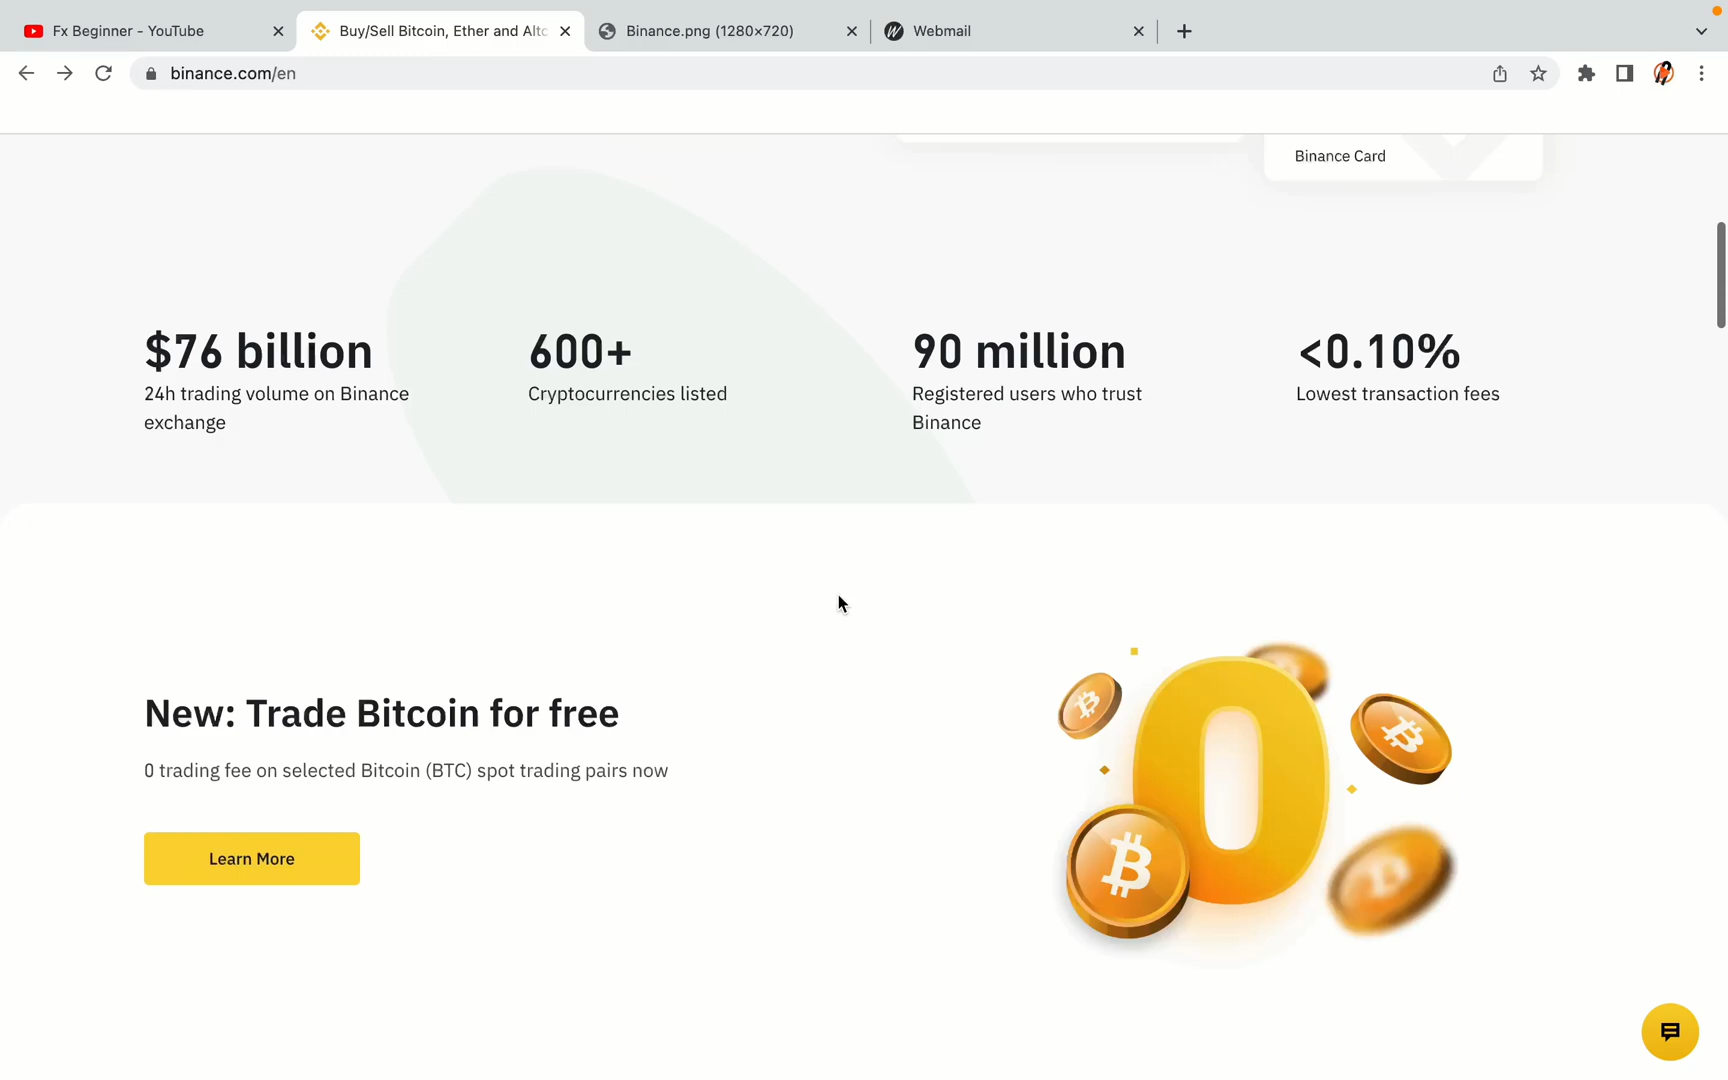 Fx Beginner - YouTube
Buy/Sell Bitcoin, Ether and Altc
Binance.png (1280×720)
Webmail
binance.com/en
Binance Card
$76 billion
24h trading volume on Binance
exchange
600+
Cryptocurrencies listed
90 million
Registered users who trust
Binance
<0.10%
Lowest transaction fees
New: Trade Bitcoin for free
0 trading fee on selected Bitcoin (BTC) spot trading pairs now
Learn More
0